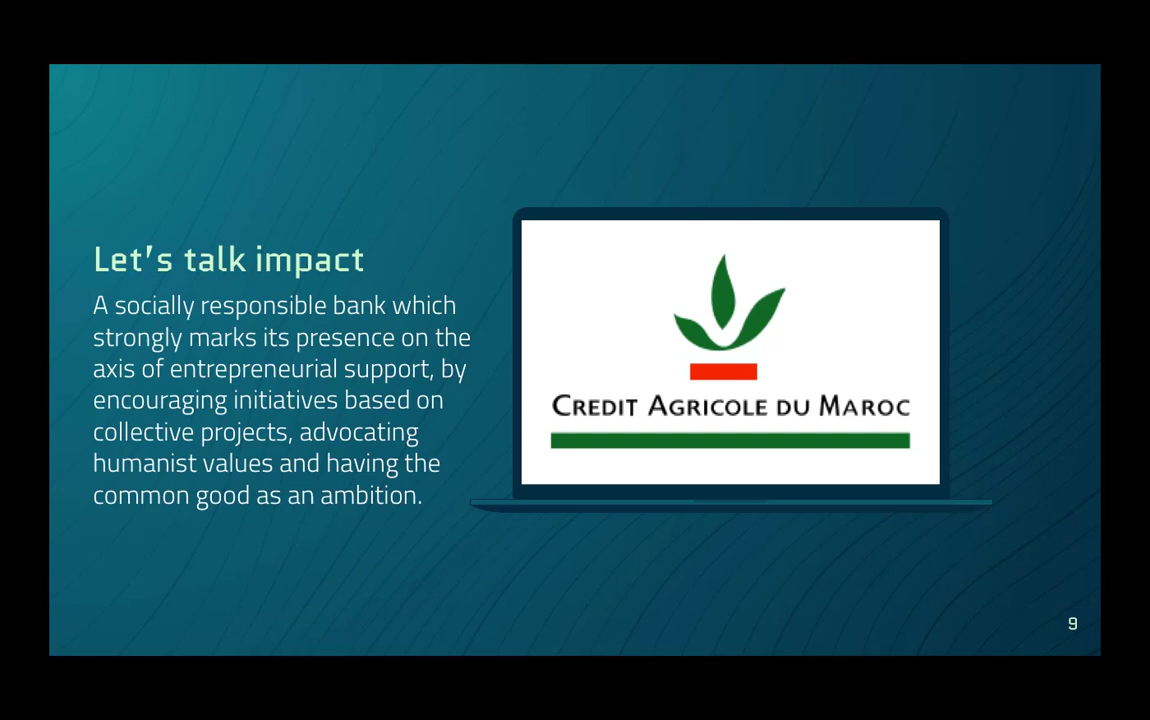 Let's talk impact
A socially responsible bank which
strongly marks its presence on the
axis of entrepreneurial support, by
encouraging initiatives based on
collective projects, advocating
humanist values and having the
common good as an ambition.
CREDIT AGRICOLE DU MAROC
9